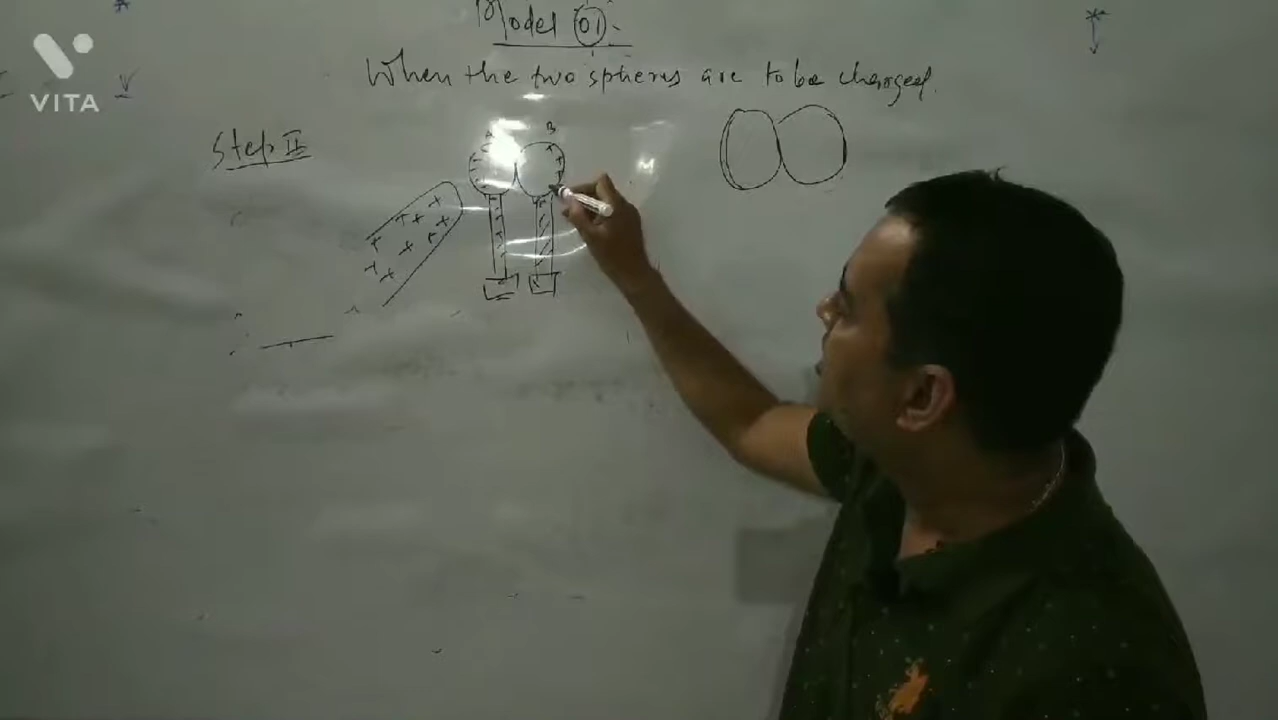 Model 01:
When the two spheres are to be charged.
Step II
A B
VITA